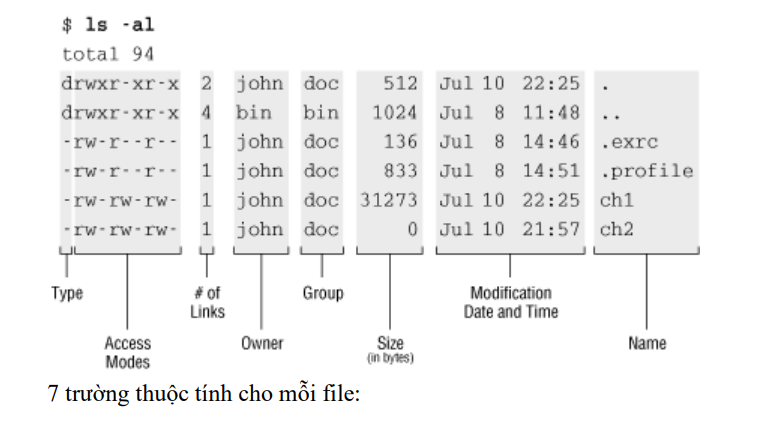 $ ls -al
total 94
drwxr-xr-x 2 john doc 512 Jul 10 22:25 .
drwxr-xr-x 4 bin bin 1024 Jul 8 11:48 ..
-rw-r--r-- 1 john doc 136 Jul 8 14:46 .exrc
-rw-r--r-- 1 john doc 833 Jul 8 14:51 .profile
-rw-rw-rw- 1 john doc 31273 Jul 10 22:25 ch1
-rw-rw-rw- 1 john doc 0 Jul 10 21:57 ch2
Type # of Group Modification
Links Date and Time
Access Owner Size Name
Modes (in bytes)
7 trường thuộc tính cho mỗi file: